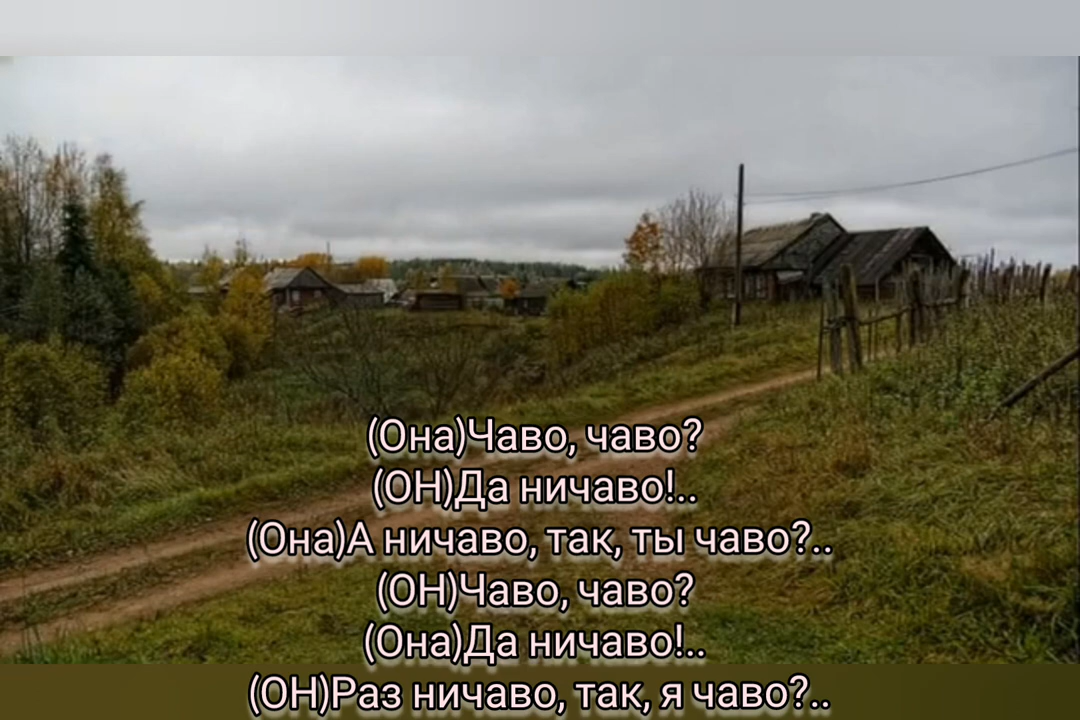 (Она)Чаво, чаво?
(ОН)Да ничаво!..
(Она)А ничаво, так, ты чаво?..
(ОН)Чаво, чаво?
(Она)Да ничаво!..
(ОН)Раз ничаво, так, я чаво?..